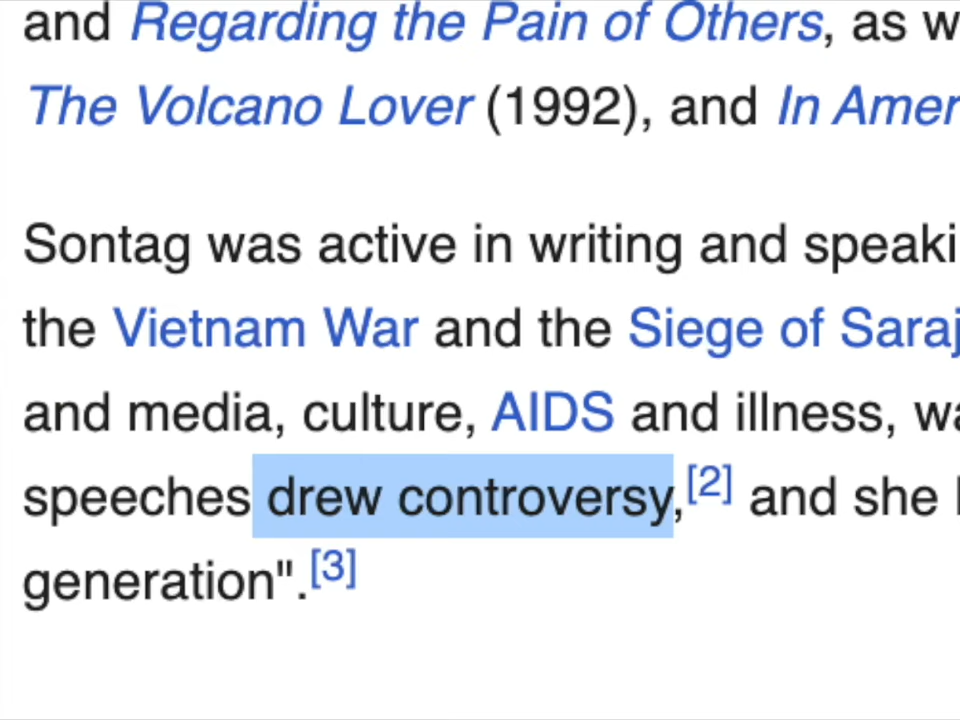 and Regarding the Pain of Others, as w
The Volcano Lover (1992), and In Amer
Sontag was active in writing and speaki
the Vietnam War and the Siege of Saraj
and media, culture, AIDS and illness, wa
speeches drew controversy,[2] and she
generation".[3]